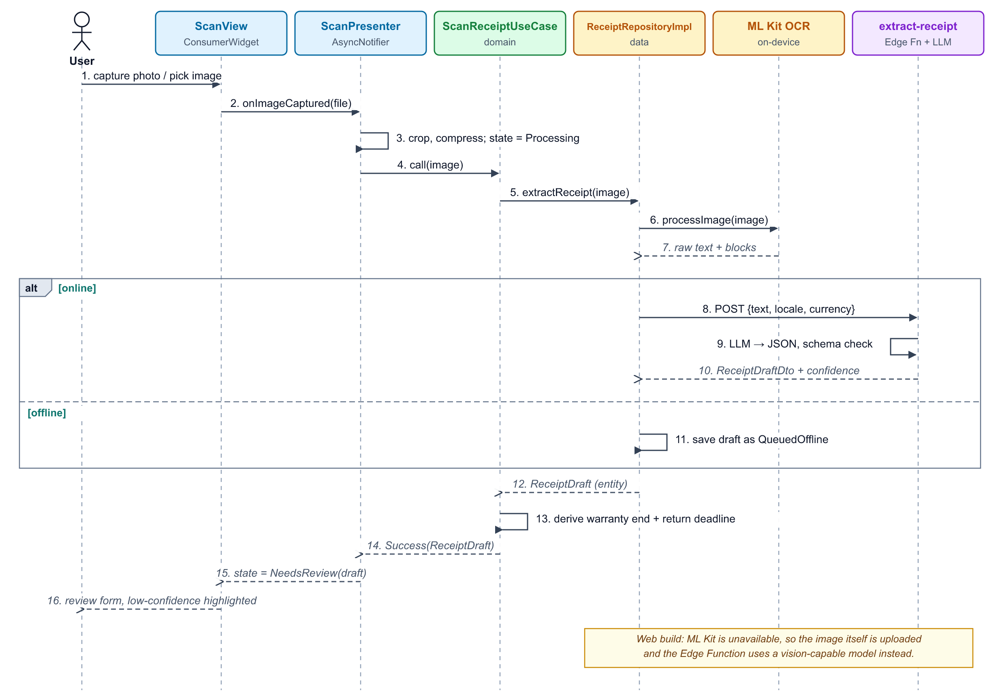 ScanView
ConsumerWidget
ScanPresenter
AsyncNotifier
ScanReceiptUseCase
domain
ReceiptRepositoryImpl
data
ML Kit OCR
on-device
extract-receipt
Edge Fn + LLM
User
1. capture photo / pick image
2. onImageCaptured(file)
3. crop, compress; state = Processing
4. call(image)
5. extractReceipt(image)
6. processImage(image)
7. raw text + blocks
alt [online]
8. POST {text, locale, currency}
9. LLM → JSON, schema check
10. ReceiptDraftDto + confidence
[offline]
11. save draft as QueuedOffline
12. ReceiptDraft (entity)
13. derive warranty end + return deadline
14. Success(ReceiptDraft)
15. state = NeedsReview(draft)
16. review form, low-confidence highlighted
Web build: ML Kit is unavailable, so the image itself is uploaded
and the Edge Function uses a vision-capable model instead.